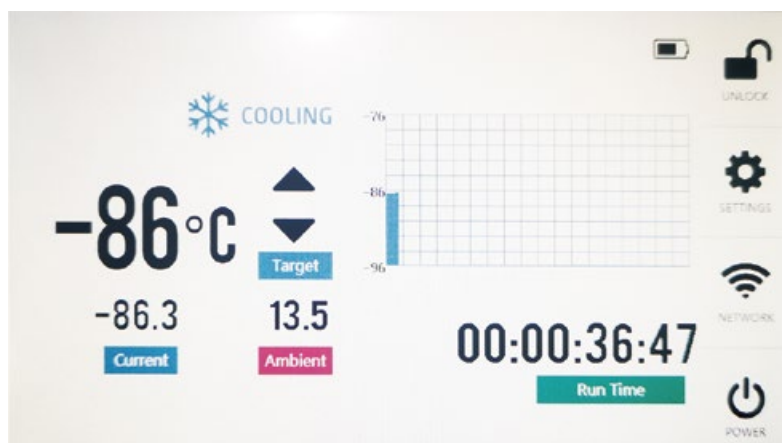 COOLING
-76
-86
-96
-86°C
Target
-86.3
13.5
Current
Ambient
00:00:36:47
Run Time
UNLOCK
SETTINGS
NETWORK
POWER